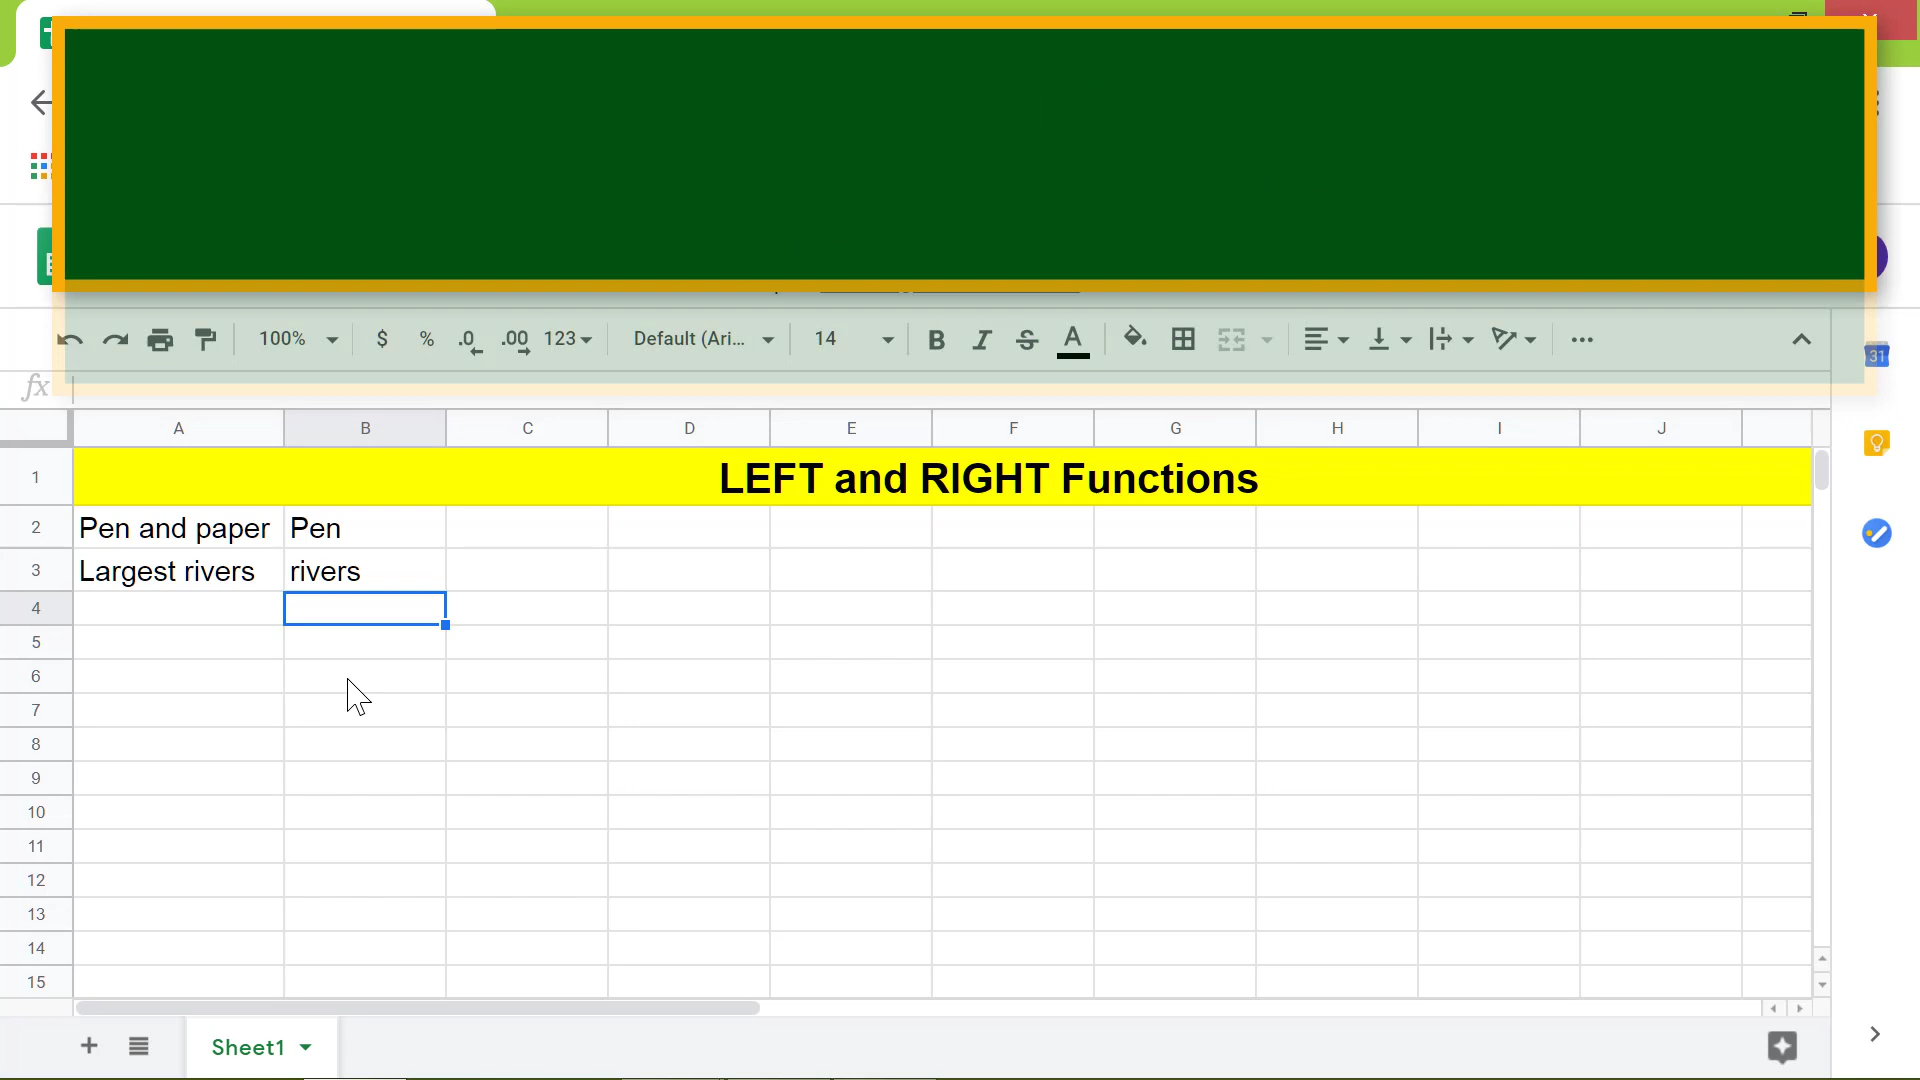 100% $ % .0 .00 123 Default (Ari... 14 B I S A
31
fx
A B C D E F G H I J
1 LEFT and RIGHT Functions
2 Pen and paper Pen
3 Largest rivers rivers
4
5
6
7
8
9
10
11
12
13
14
15
Sheet1